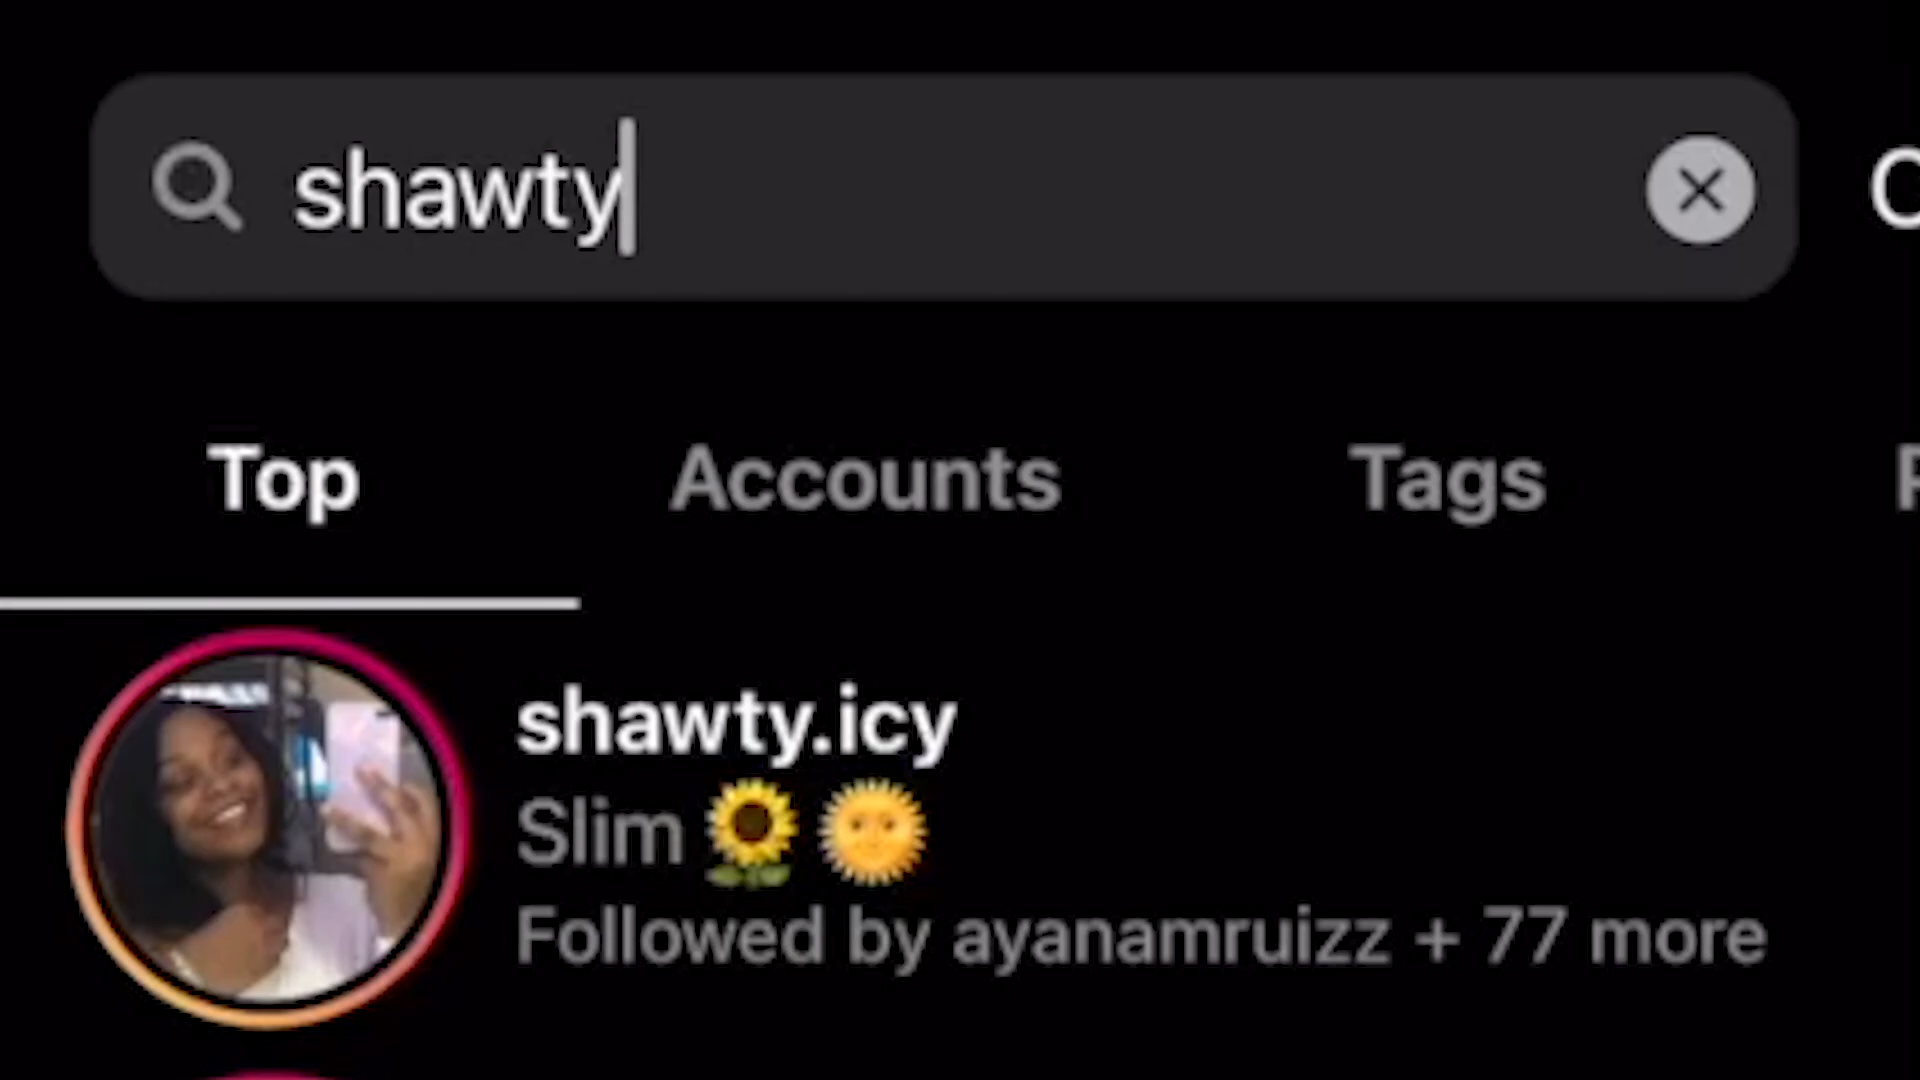 shawty
Top Accounts Tags
shawty.icy
Slim 🌻 🌞
Followed by ayanamruizz + 77 more